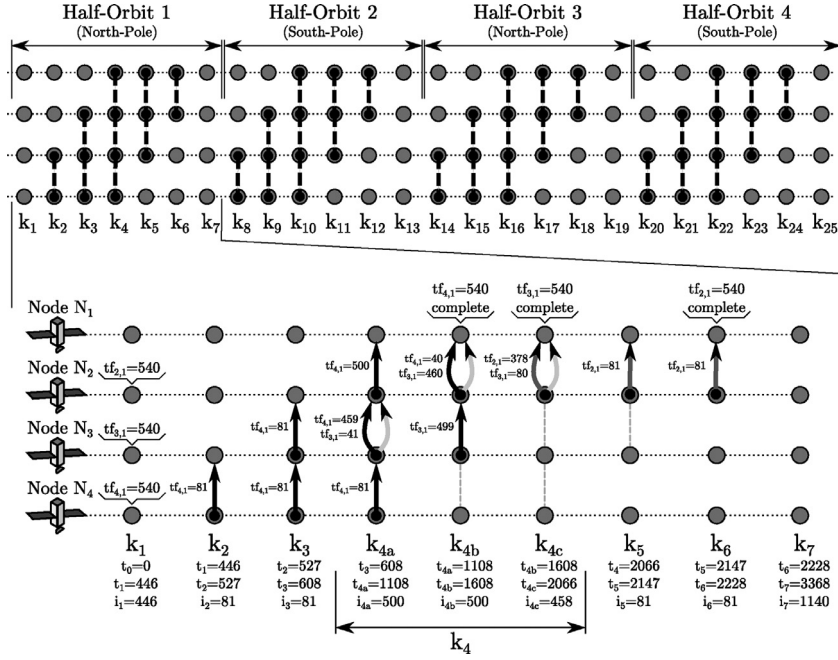 Half-Orbit 1 Half-Orbit 2 Half-Orbit 3 Half-Orbit 4
(North-Pole) (South-Pole) (North-Pole) (South-Pole)
k1 k2 k3 k4 k5 k6 k7 k8 k9 k10 k11 k12 k13 k14 k15 k16 k17 k18 k19 k20 k21 k22 k23 k24 k25
tf4,1=540 tf3,1=540 tf2,1=540
complete complete complete
Node N1
tf4,1=500
tf4,1=40
tf3,1=460
tf2,1=378
tf3,1=80
tf2,1=81
tf2,1=81
Node N2
tf2,1=540
tf4,1=81
tf4,1=459
tf3,1=41
tf3,1=499
Node N3
tf3,1=540
tf4,1=81
tf4,1=81
tf4,1=81
Node N4
tf4,1=540
k1 k2 k3 k4a k4b k4c k5 k6 k7
t0=0 t1=446 t2=527 t3=608 t4a=1108 t4b=1608 t4=2066 t5=2147 t6=2228
t1=446 t2=527 t3=608 t4a=1108 t4b=1608 t4c=2066 t5=2147 t6=2228 t7=3368
i1=446 i2=81 i3=81 i4a=500 i4b=500 i4c=458 i5=81 i6=81 i7=1140
k4